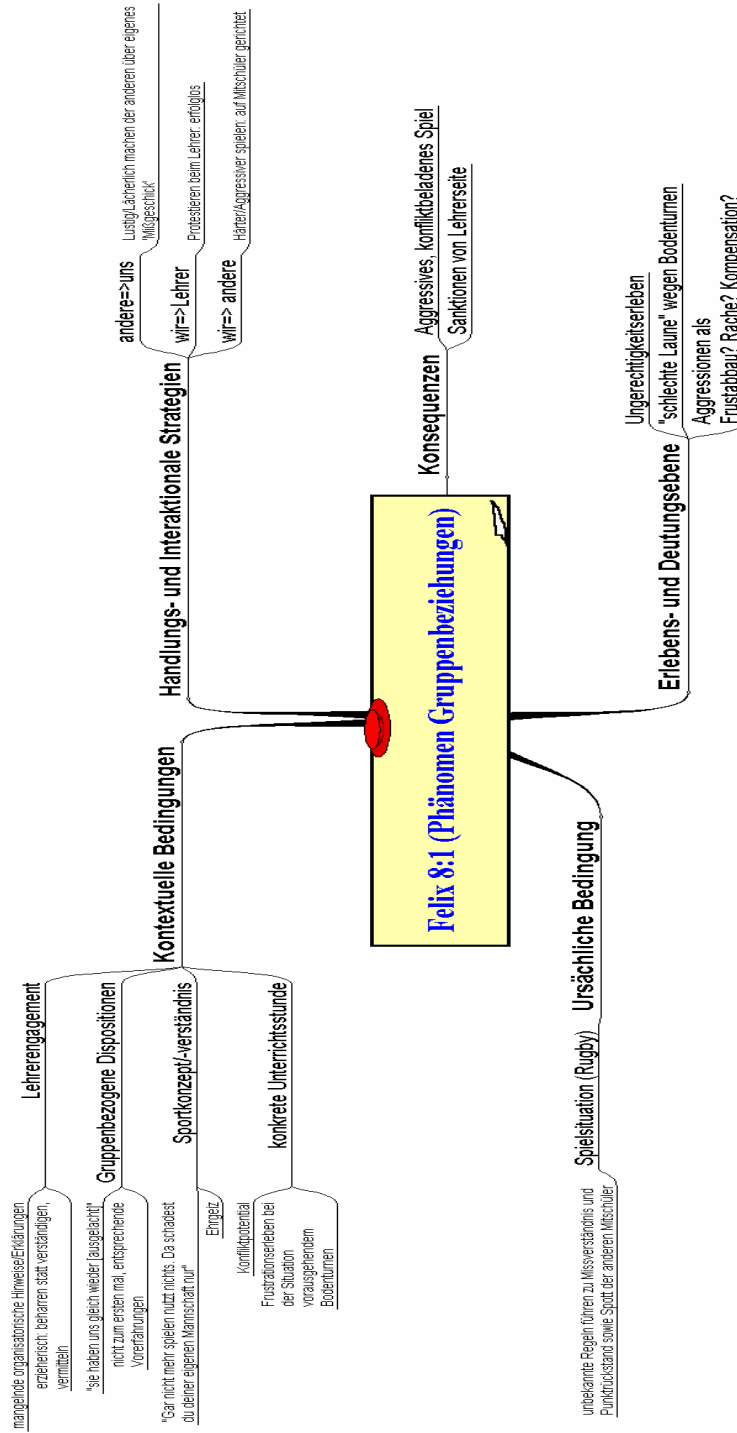 Felix 8:1 (Phänomen Gruppenbeziehungen)
Kontextuelle Bedingungen
Lehrerengagement
mangelnde organisatorische Hinweise/Erklärungen
erzieherisch: beharren statt verständigen,
vermitteln
Gruppenbezogene Dispositionen
"sie haben uns gleich wieder [ausgelacht]"
nicht zum ersten mal, entsprechende
Vorerfahrungen
Sportkonzept/-verständnis
"Gar nicht mehr spielen nutzt nichts. Da schadest
du deiner eigenen Mannschaft nur"
Ehrgeiz
konkrete Unterrichtsstunde
Konfliktpotential
Frustrationserleben bei
der Situation
vorausgehendem
Bodenturnen
Handlungs- und Interaktionale Strategien
andere=>uns
Lustig/Lächerlich machen der anderen über eigenes
'Mißgeschick'
wir=>Lehrer
Protestieren beim Lehrer: erfolglos
wir=> andere
Härter/Aggressiver spielen: auf Mitschüler gerichtet
Konsequenzen
Aggressives, konfliktbeladenes Spiel
Sanktionen von Lehrerseite
Erlebens- und Deutungsebene
Ungerechtigkeitserleben
"schlechte Laune" wegen Bodenturnen
Aggressionen als
Frustabbau? Rache? Kompensation?
Ursächliche Bedingung
Spielsituation (Rugby)
unbekannte Regeln führen zu Missverständnis und
Punktrückstand sowie Spott der anderen Mitschüler